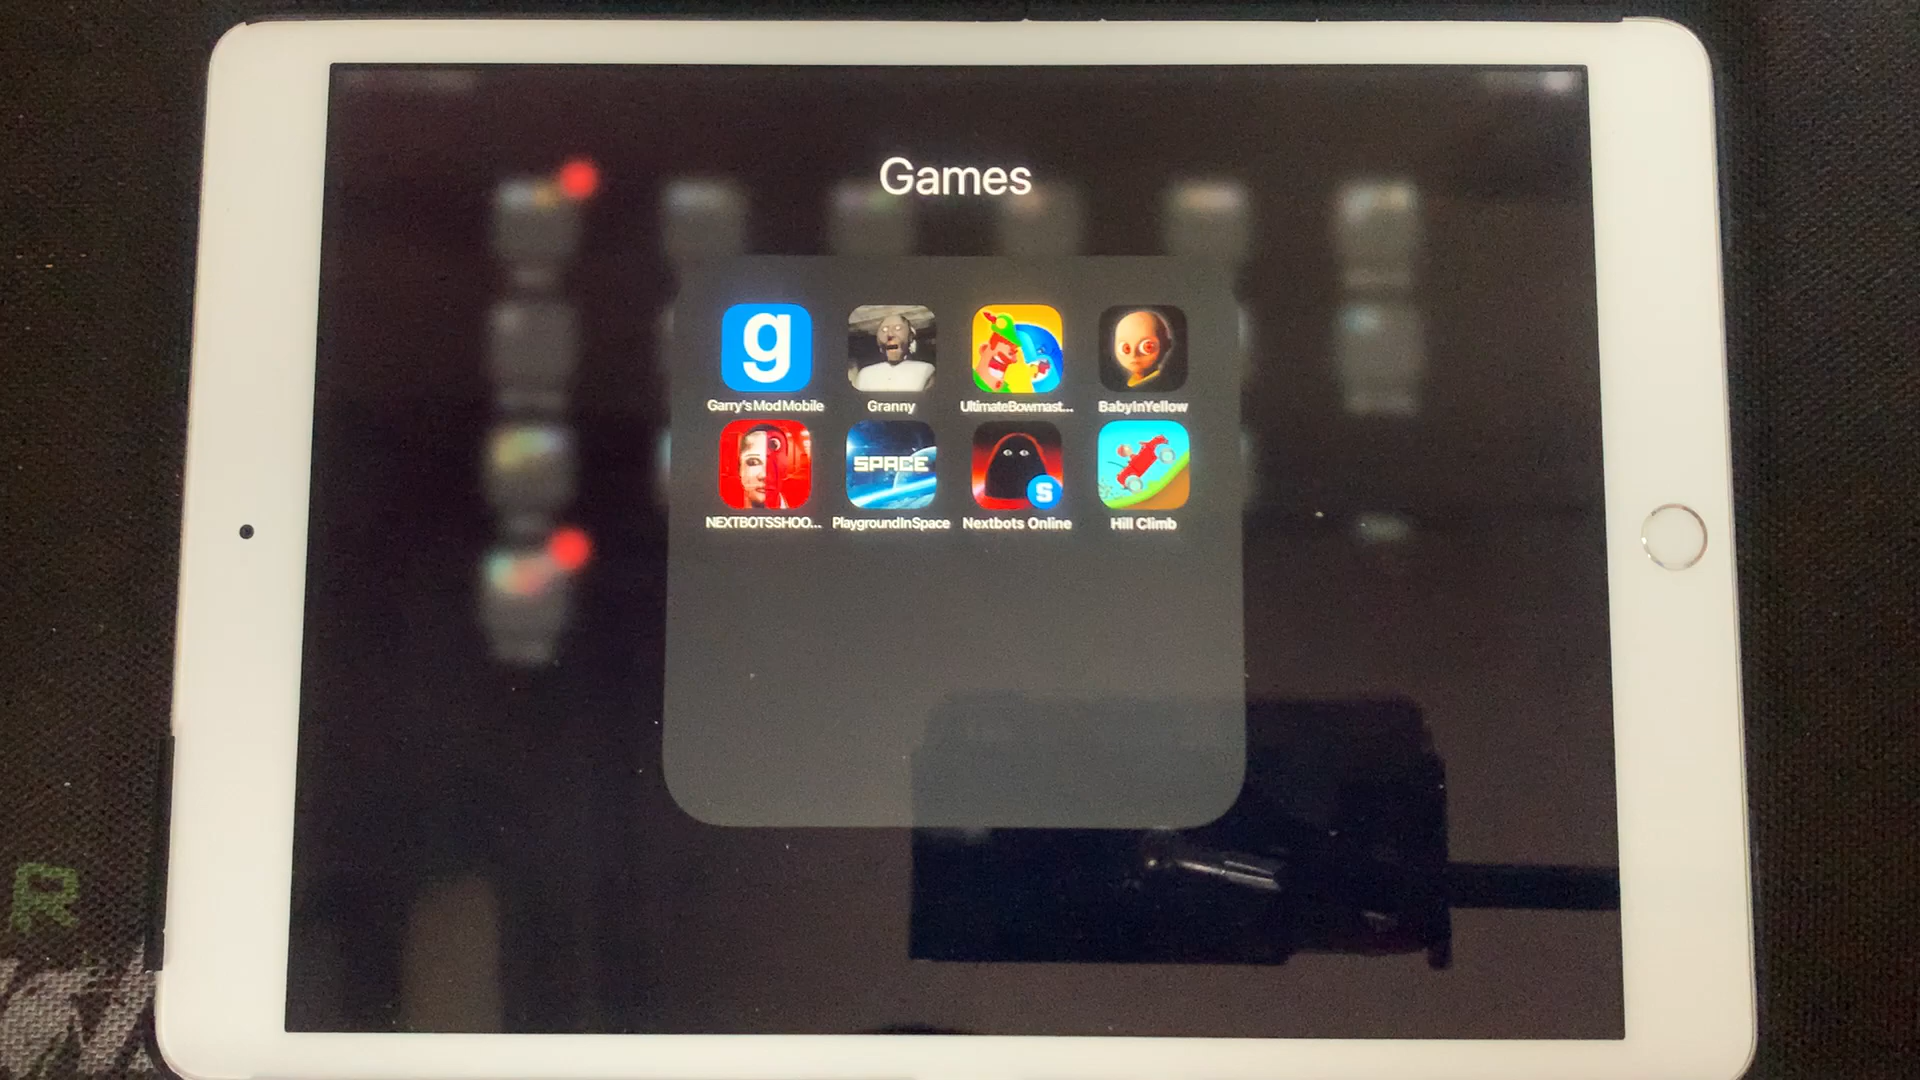 Games
g
Garry's Mod Mobile
Granny
UltimateBowmast...
BabyInYellow
SPACE
S
NEXTBOTSSHOO...
PlaygroundInSpace
Nextbots Online
Hill Climb
R